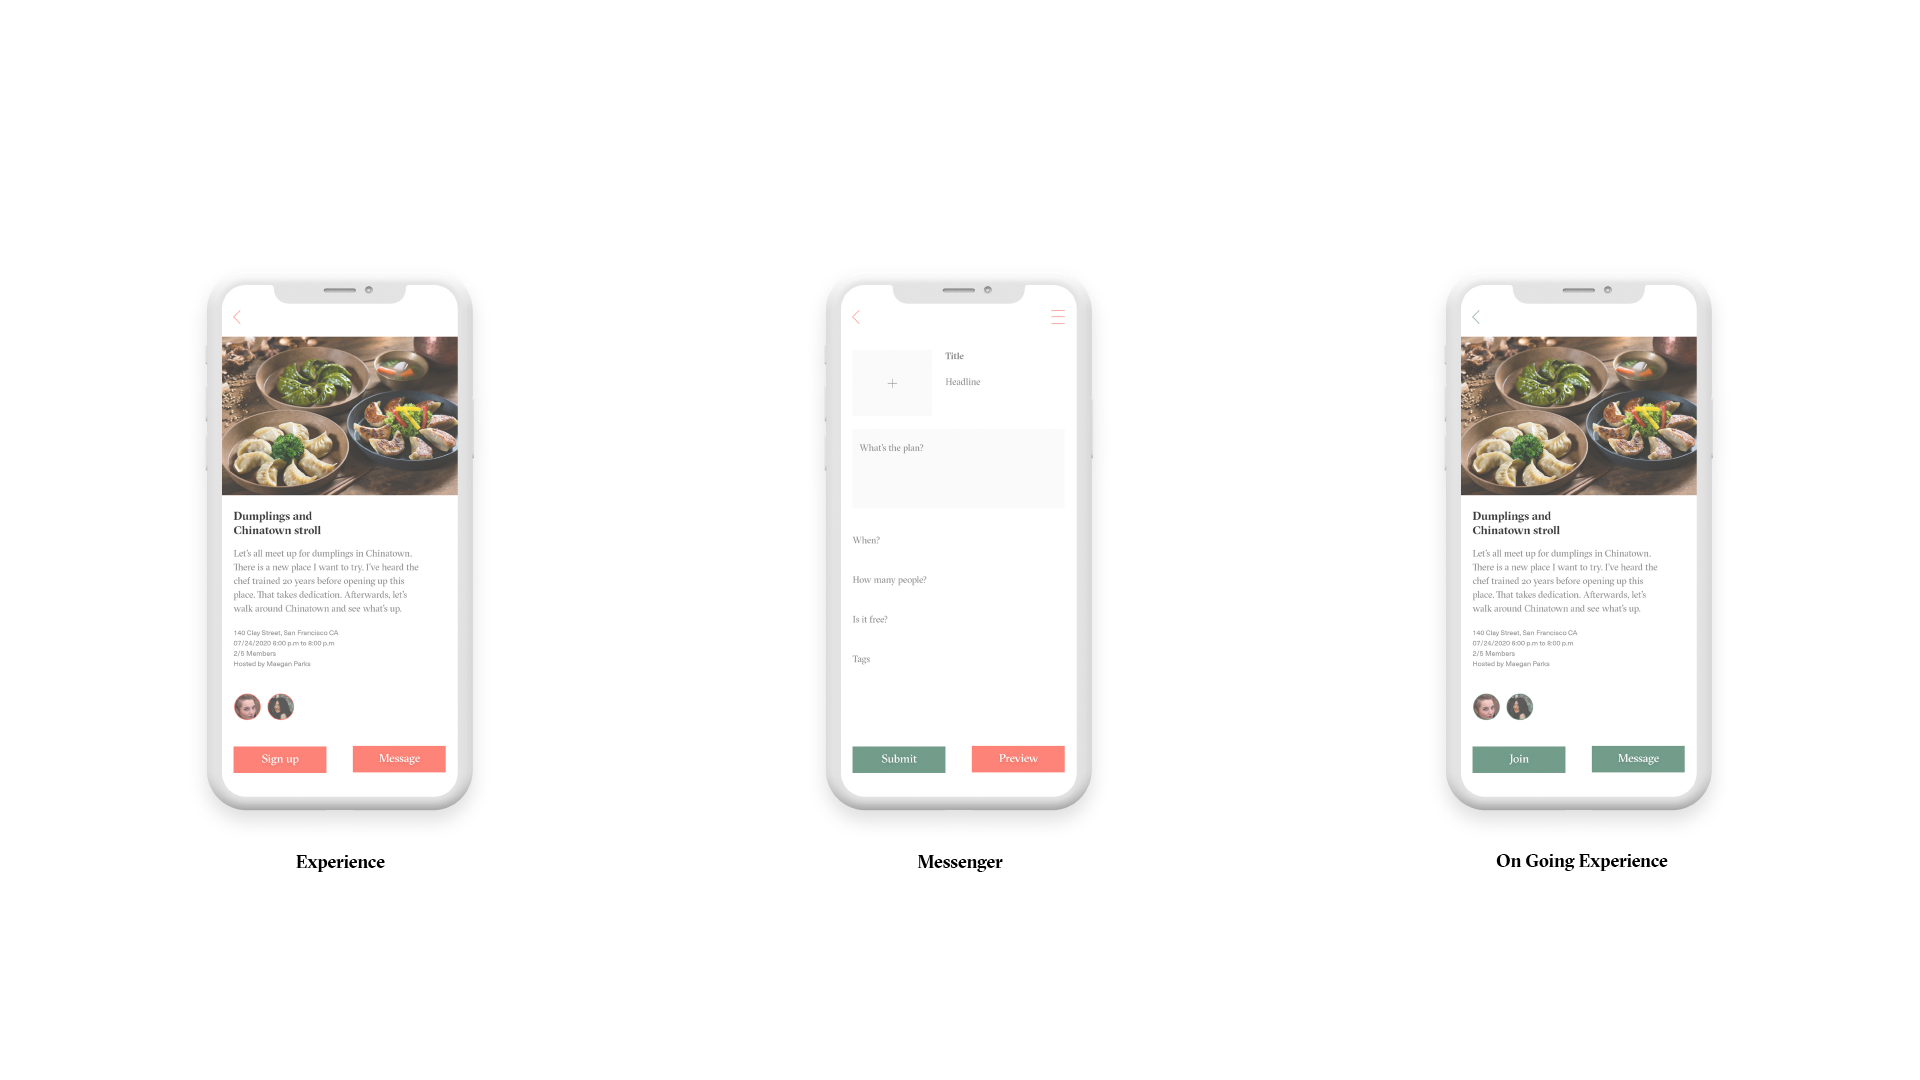 Dumplings and
Chinatown stroll
Let's all meet up for dumplings in Chinatown.
There is a new place I want to try. I've heard the
chef trained 20 years before opening up this
place. That takes dedication. Afterwards, let's
walk around Chinatown and see what's up.
140 Clay Street, San Francisco CA
07/24/2020 6:00 p.m to 8:00 p.m
2/5 Members
Hosted by Maegan Parks
Sign up
Message
Experience
Title
Headline
What's the plan?
When?
How many people?
Is it free?
Tags
Submit
Preview
Messenger
Dumplings and
Chinatown stroll
Let's all meet up for dumplings in Chinatown.
There is a new place I want to try. I've heard the
chef trained 20 years before opening up this
place. That takes dedication. Afterwards, let's
walk around Chinatown and see what's up.
140 Clay Street, San Francisco CA
07/24/2020 6:00 p.m to 8:00 p.m
2/5 Members
Hosted by Maegan Parks
Join
Message
On Going Experience